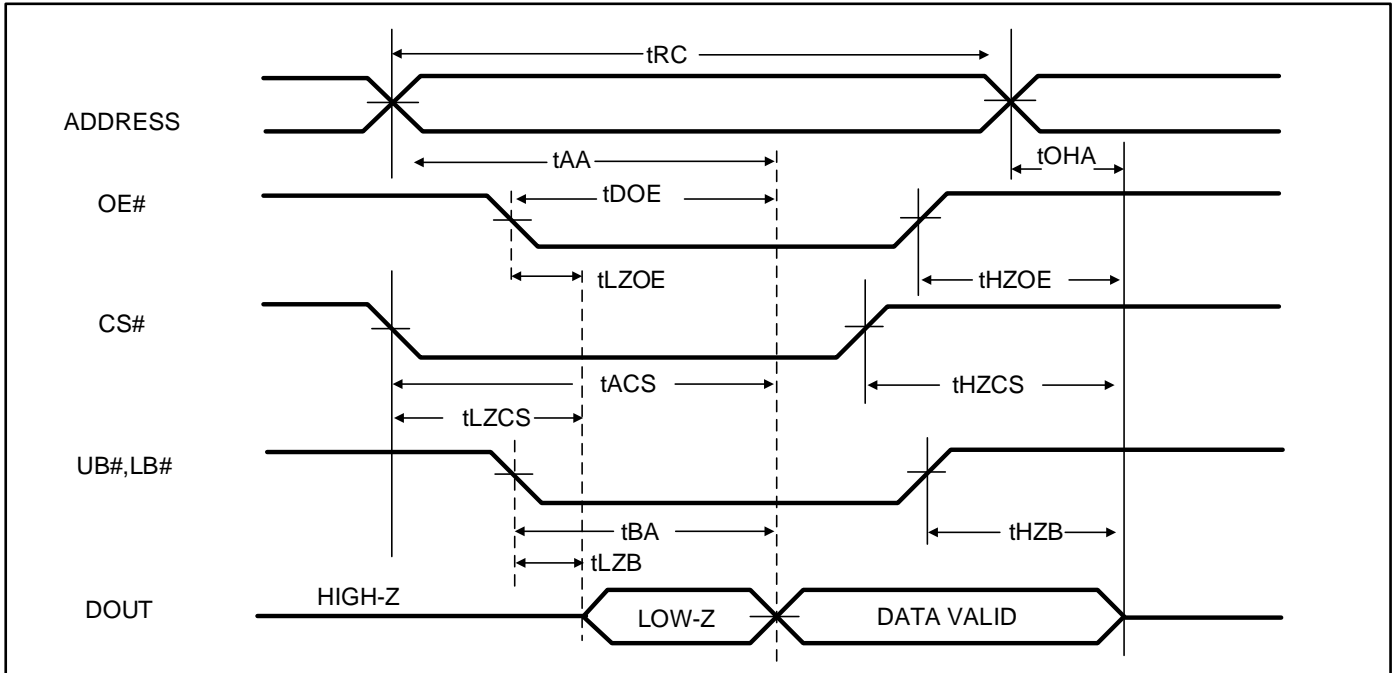 tRC
ADDRESS
tAA
tOHA
OE#
tDOE
tLZOE
tHZOE
CS#
tACS
tHZCS
tLZCS
UB#,LB#
tBA
tHZB
tLZB
DOUT
HIGH-Z
LOW-Z
DATA VALID